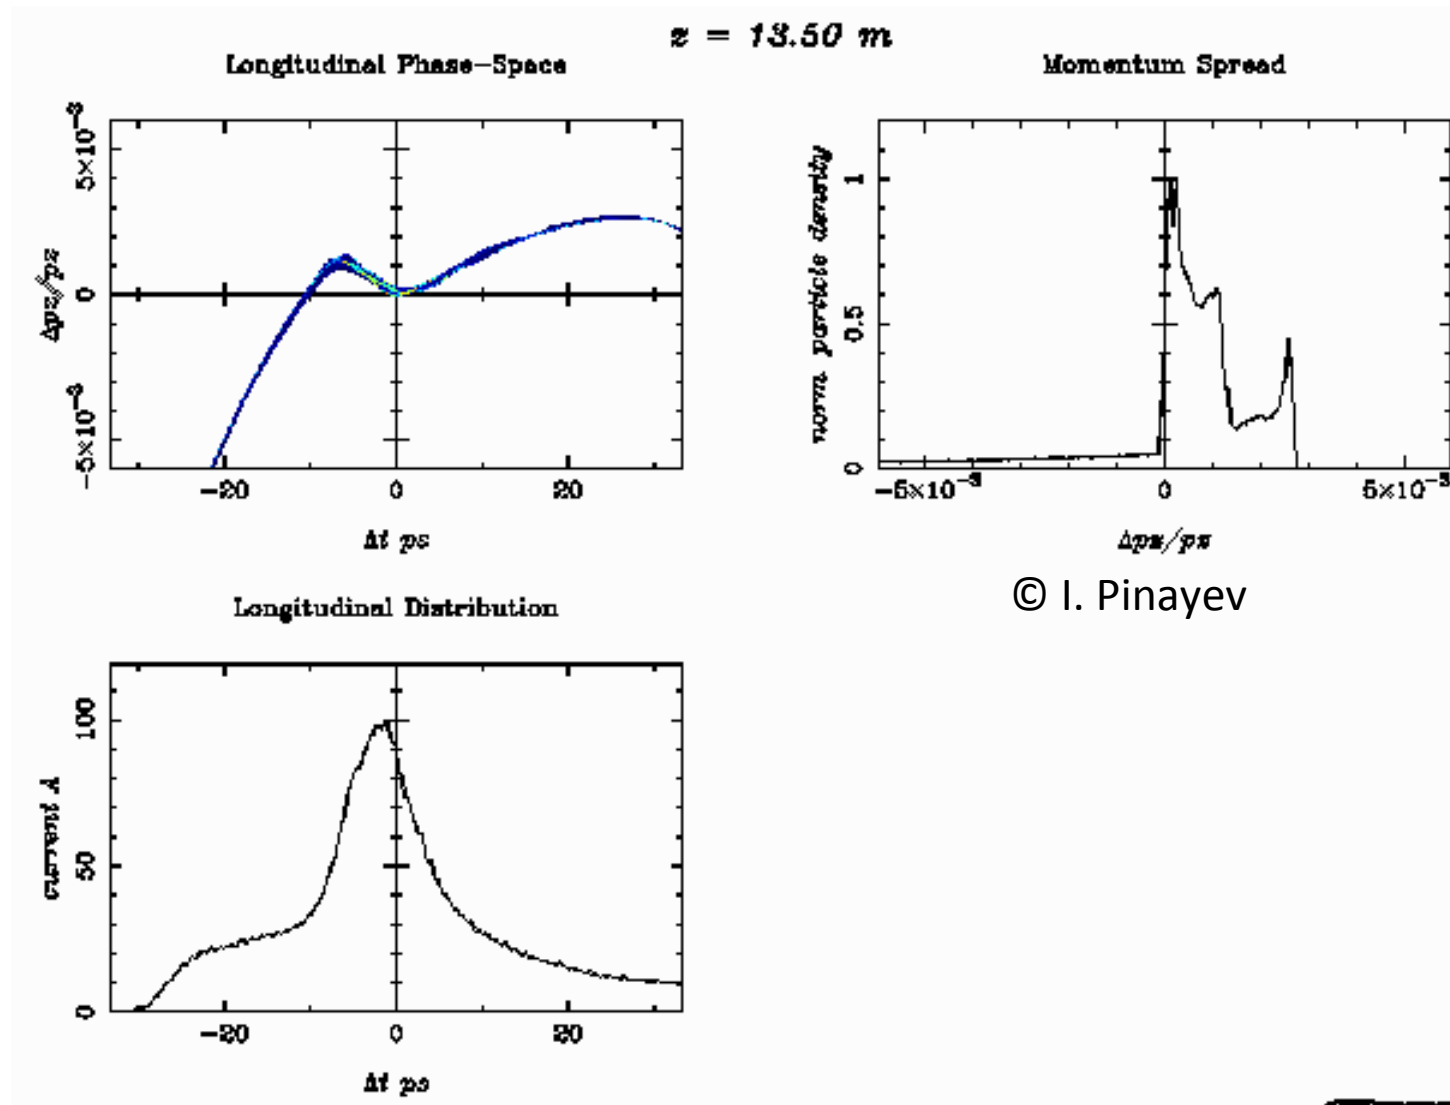 z = 13.50 m
Longitudinal Phase-Space
Δpz/pz
5×10⁻³
0
-5×10⁻³
-20 0 20
Δt ps
Momentum Spread
norm particle density
1
0.5
0
-5×10⁻³ 0 5×10⁻³
Δpz/pz
© I. Pinayev
Longitudinal Distribution
current A
100
50
0
-20 0 20
Δt ps